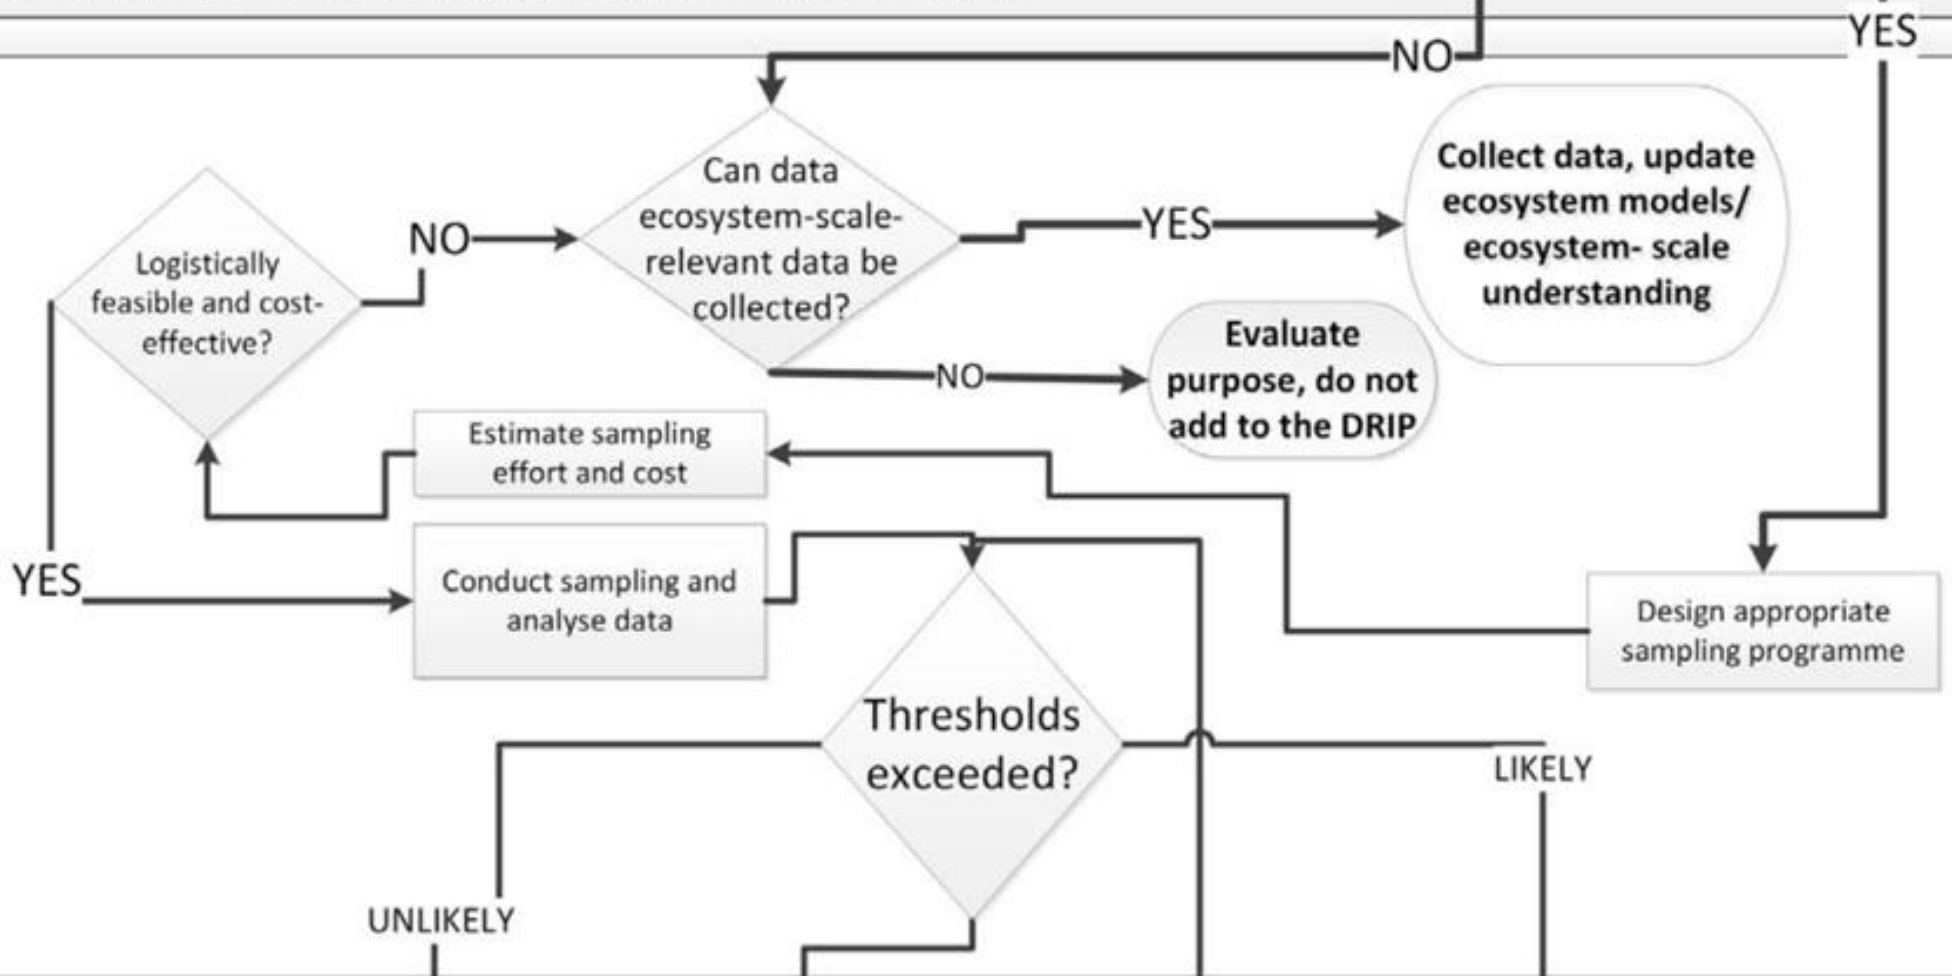 YES
NO
Can data
ecosystem-scale-
relevant data be
collected?
YES
Collect data, update
ecosystem models/
ecosystem- scale
understanding
NO
Logistically
feasible and cost-
effective?
NO
Evaluate
purpose, do not
add to the DRIP
Estimate sampling
effort and cost
YES
Conduct sampling and
analyse data
Design appropriate
sampling programme
Thresholds
exceeded?
LIKELY
UNLIKELY